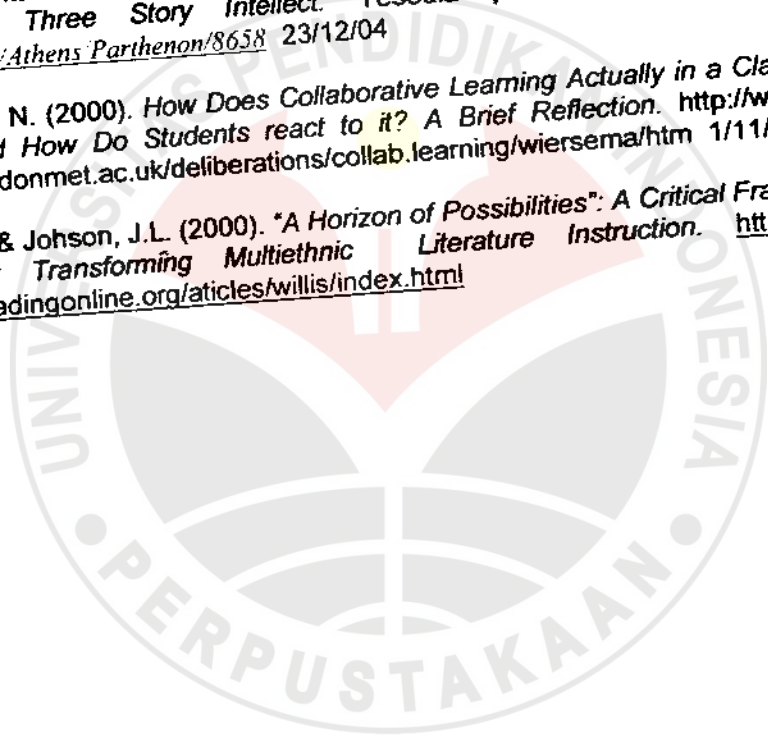 Three Story Intellect.
/Athens Parthenon/8658 23/12/04
N. (2000). How Does Collaborative Learning Actually in a Cla
How Do Students react to it? A Brief Reflection. http://w
donmet.ac.uk/deliberations/collab.learning/wiersema/htm 1/11/
& Johson, J.L. (2000). "A Horizon of Possibilities": A Critical Fra
Transforming Multiethnic Literature Instruction. htt
adingonline.org/aticles/willis/index.html
UNIVERSITAS PENDIDIKAN INDONESIA
PERPUSTAKAAN